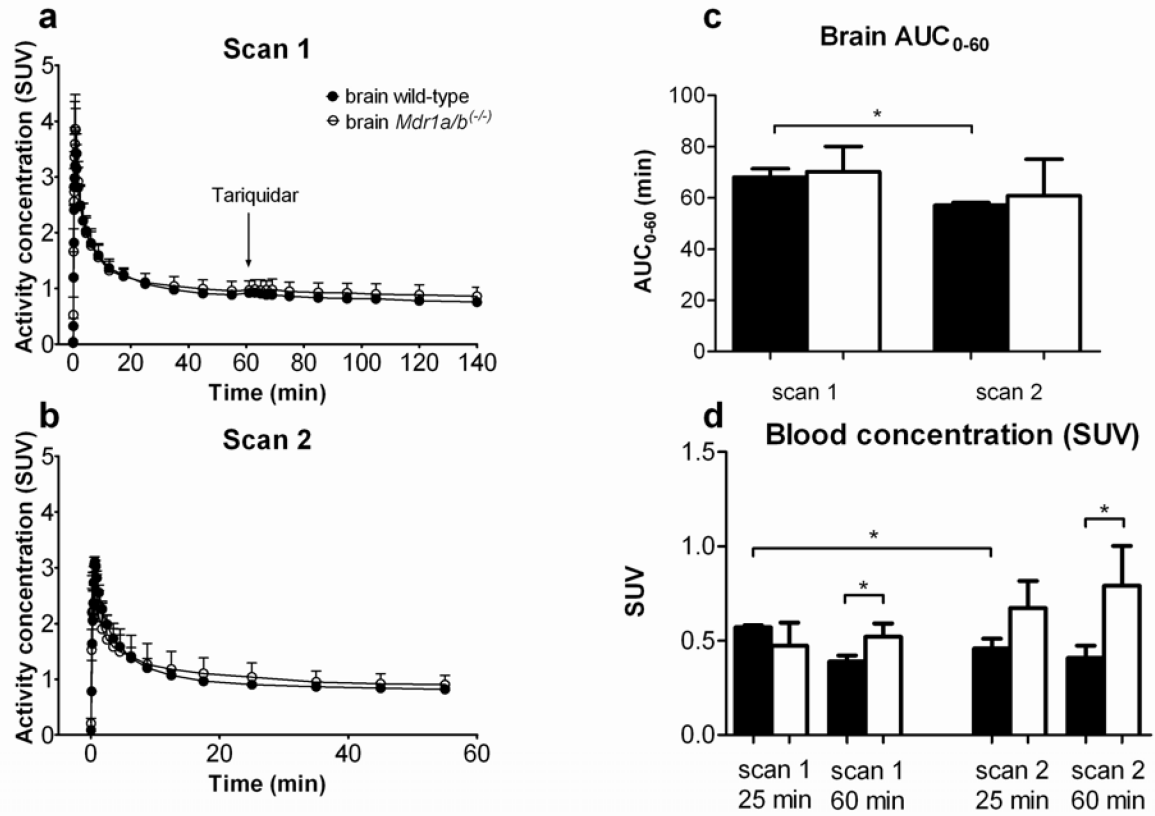 a
Scan 1
Activity concentration (SUV)
5
4
3
2
1
0
brain wild-type
brain Mdr1a/b(-/-)
Tariquidar
0 20 40 60 80 100 120 140
Time (min)
b
Scan 2
Activity concentration (SUV)
5
4
3
2
1
0
0 20 40 60
Time (min)
c
Brain AUC0-60
AUC0-60 (min)
100
80
60
40
20
0
*
scan 1 scan 2
d
Blood concentration (SUV)
SUV
1.5
1.0
0.5
0.0
*
*
*
scan 1 scan 1 scan 2 scan 2
25 min 60 min 25 min 60 min